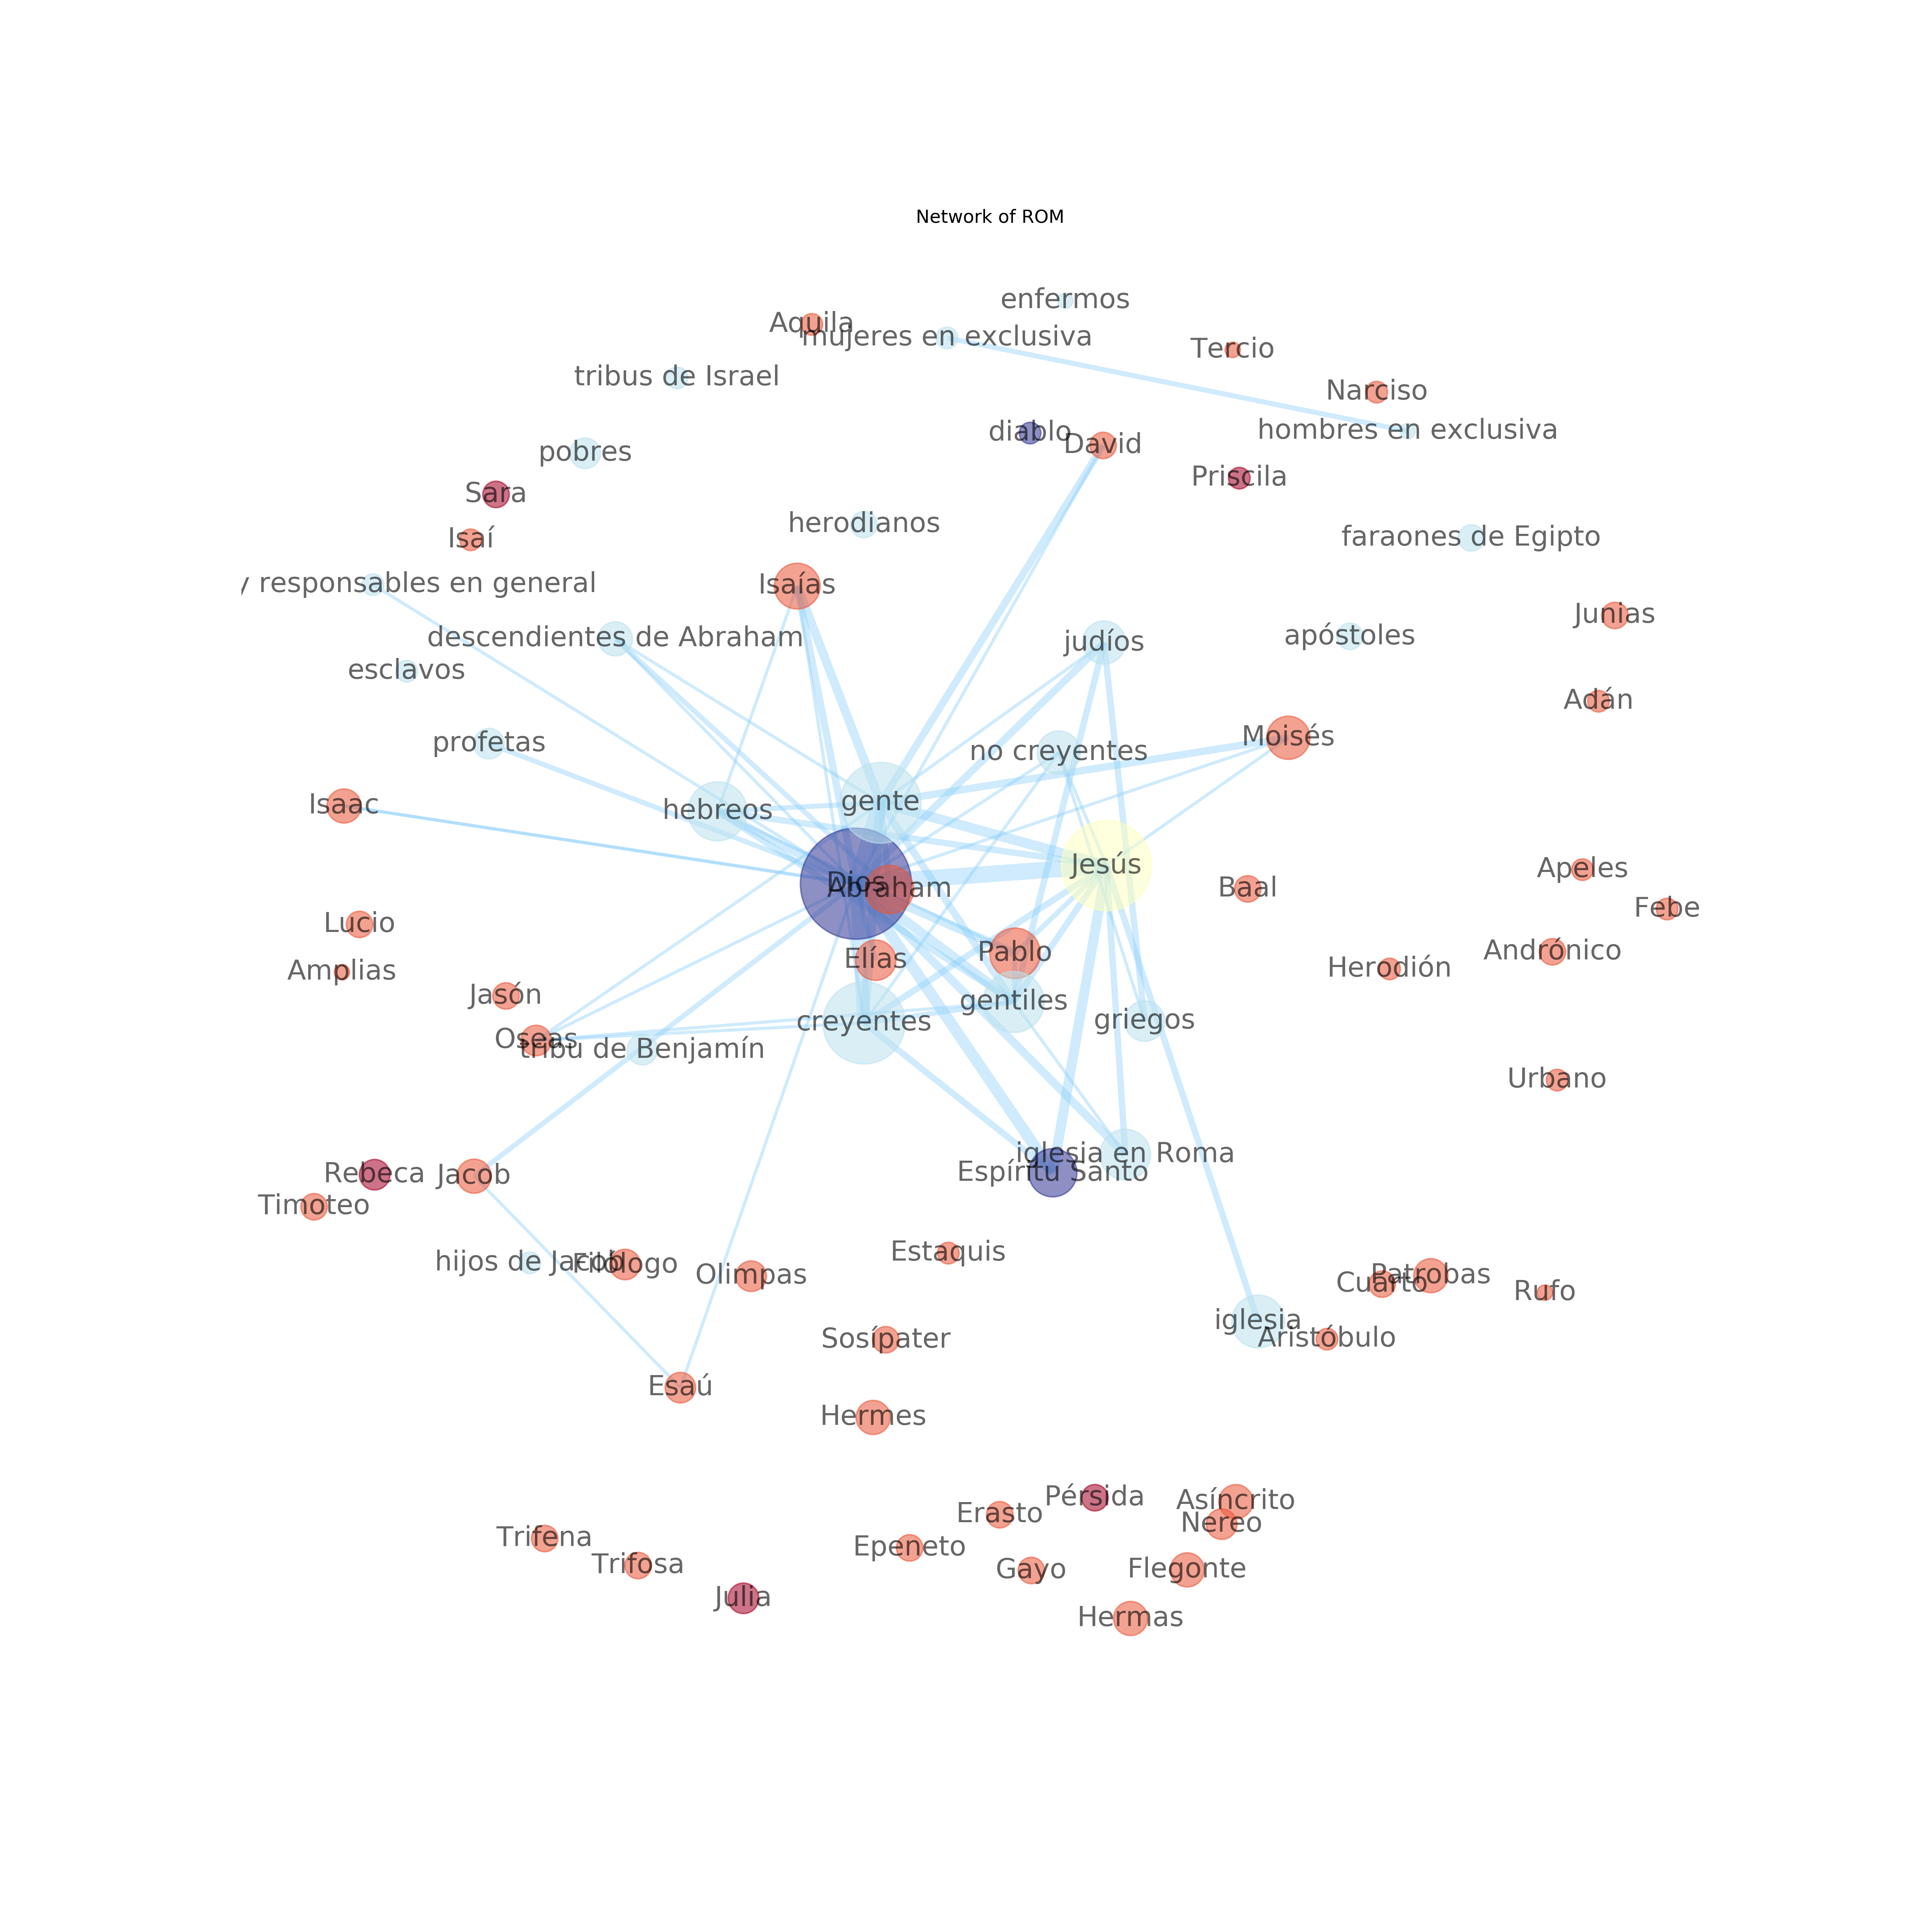 Network of ROM
enfermos
Aquila
mujeres en exclusiva
Tercio
tribus de Israel
Narciso
hombres en exclusiva
diablo
David
pobres
Priscila
Sara
herodianos
faraones de Egipto
Isaí
y responsables en general
Isaías
Junias
descendientes de Abraham
judíos
apóstoles
esclavos
Adán
profetas
no creyentes
Moisés
Isaac
hebreos
gente
Jesús
Apeles
Dios
Abraham
Baal
Febe
Lucio
Elías
Pablo
Andrónico
Amplias
Herodión
Jasón
gentiles
creyentes
griegos
Oseas
tribu de Benjamín
Urbano
iglesia en Roma
Espíritu Santo
Rebeca
Jacob
Timoteo
Estaquis
hijos de Jacob
Filólogo
Olimpas
Cuarto
Patrobas
Rufo
iglesia
Aristóbulo
Sosípater
Esaú
Hermes
Pérsida
Asíncrito
Erasto
Nereo
Trifena
Epeneto
Trifosa
Gayo
Flegonte
Julia
Hermas